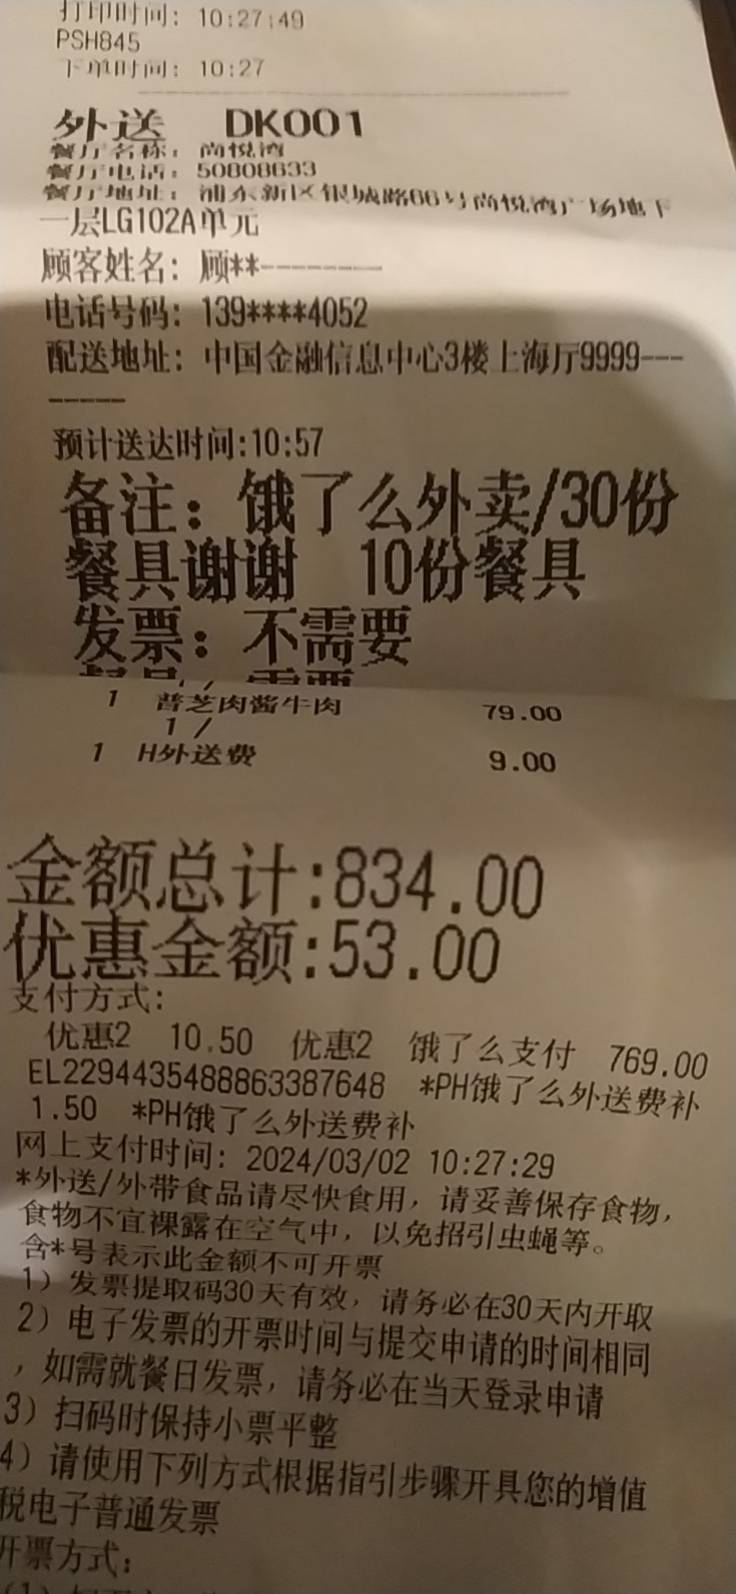 打印时间: 10:27:49
PSH845
下单时间: 10:27
外送 DK001
餐厅名称: 尚悦湾
餐厅电话: 50808633
餐厅地址: 浦东新区银城路66号尚悦湾广场地下
一层LG102A单元
顾客姓名: 顾**--------
电话号码: 139****4052
配送地址: 中国金融信息中心3楼上海厅9999---
-----
预计送达时间:10:57
备注: 饿了么外卖/30份
餐具谢谢 10份餐具
发票: 不需要
1 普芝肉酱牛肉 79.00
1 /
1 H外送费 9.00
金额总计:834.00
优惠金额:53.00
支付方式:
优惠2 10.50 优惠2 饿了么支付 769.00
EL2294435488863387648 *PH饿了么外送费补
1.50 *PH饿了么外送费补
网上支付时间: 2024/03/02 10:27:29
*外送/外带食品请尽快食用, 请妥善保存食物,
食物不宜裸露在空气中, 以免招引虫蝇等。
含*号表示此金额不可开票
1) 发票提取码30天有效, 请务必在30天内开取
2) 电子发票的开票时间与提交申请的时间相同
, 如需就餐日发票, 请务必在当天登录申请
3) 扫码时保持小票平整
4) 请使用下列方式根据指引步骤开具您的增值
税电子普通发票
开票方式: